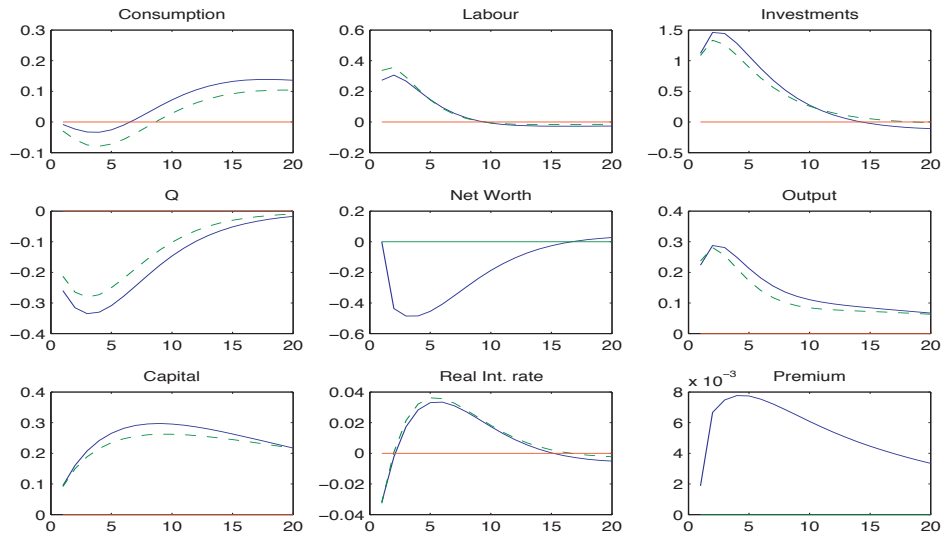 Consumption
0.3
0.2
0.1
0
−0.1
0 5 10 15 20
Labour
0.6
0.4
0.2
0
−0.2
0 5 10 15 20
Investments
1.5
1
0.5
0
−0.5
0 5 10 15 20
Q
0
−0.1
−0.2
−0.3
−0.4
0 5 10 15 20
Net Worth
0.2
0
−0.2
−0.4
−0.6
0 5 10 15 20
Output
0.4
0.3
0.2
0.1
0
0 5 10 15 20
Capital
0.4
0.3
0.2
0.1
0
0 5 10 15 20
Real Int. rate
0.04
0.02
0
−0.02
−0.04
0 5 10 15 20
Premium
x 10−3
8
6
4
2
0
0 5 10 15 20